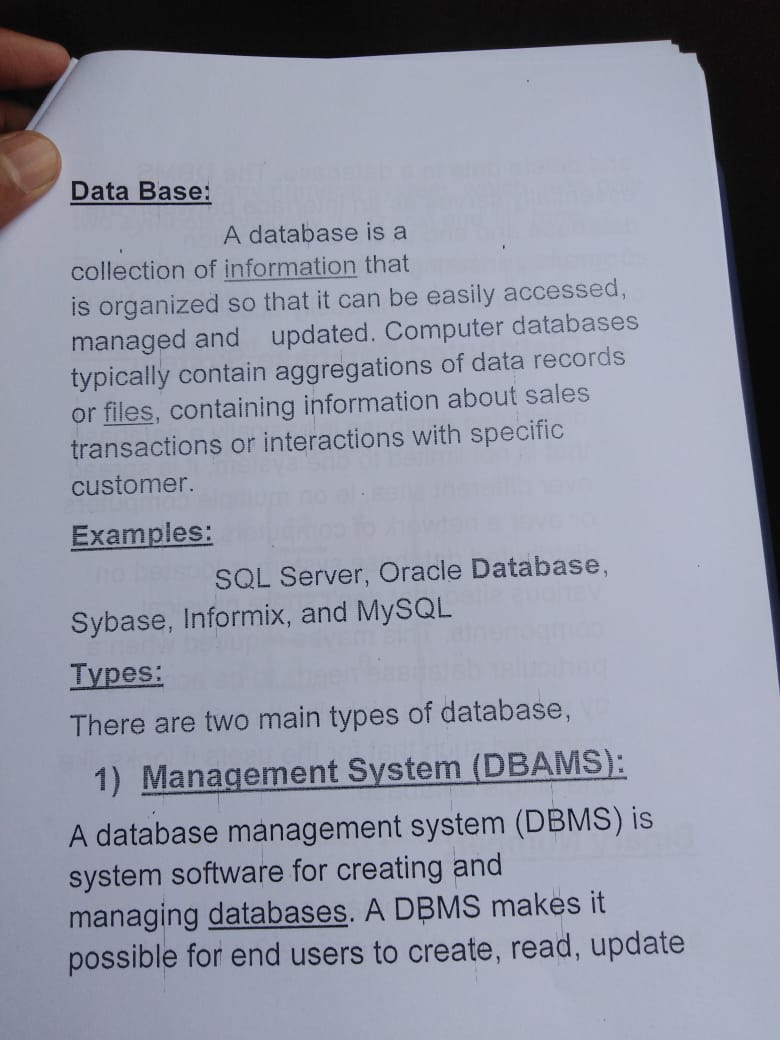 Data Base:
A database is a
collection of information that
is organized so that it can be easily accessed,
managed and updated. Computer databases
typically contain aggregations of data records
or files, containing information about sales
transactions or interactions with specific
customer.
Examples:
SQL Server, Oracle Database,
Sybase, Informix, and MySQL
Types:
There are two main types of database,
1) Management System (DBAMS):
A database management system (DBMS) is
system software for creating and
managing databases. A DBMS makes it
possible for end users to create, read, update